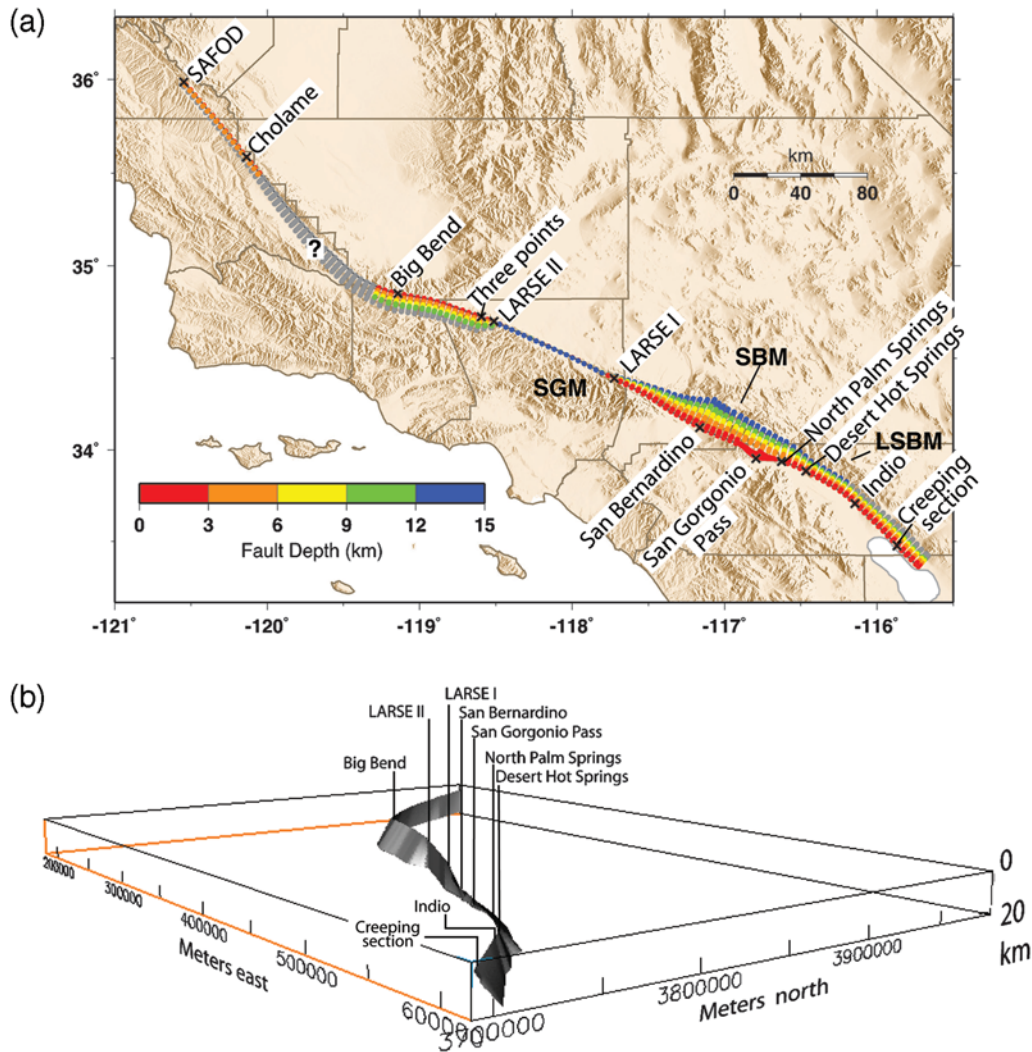 (a)
SAFOD
Cholame
?
Big Bend
Three points
LARSE II
LARSE I
SGM
SBM
North Palm Springs
Desert Hot Springs
LSBM
Indio
Creeping
section
San Bernardino
San Gorgonio
Pass
km
0 40 80
36°
35°
34°
0 3 6 9 12 15
Fault Depth (km)
-121° -120° -119° -118° -117° -116°
(b)
LARSE I
LARSE II
San Bernardino
San Gorgonio Pass
Big Bend
North Palm Springs
Desert Hot Springs
Indio
Creeping
section
200000
300000
400000
500000
Meters east
3800000
3900000
Meters north
0
20
km